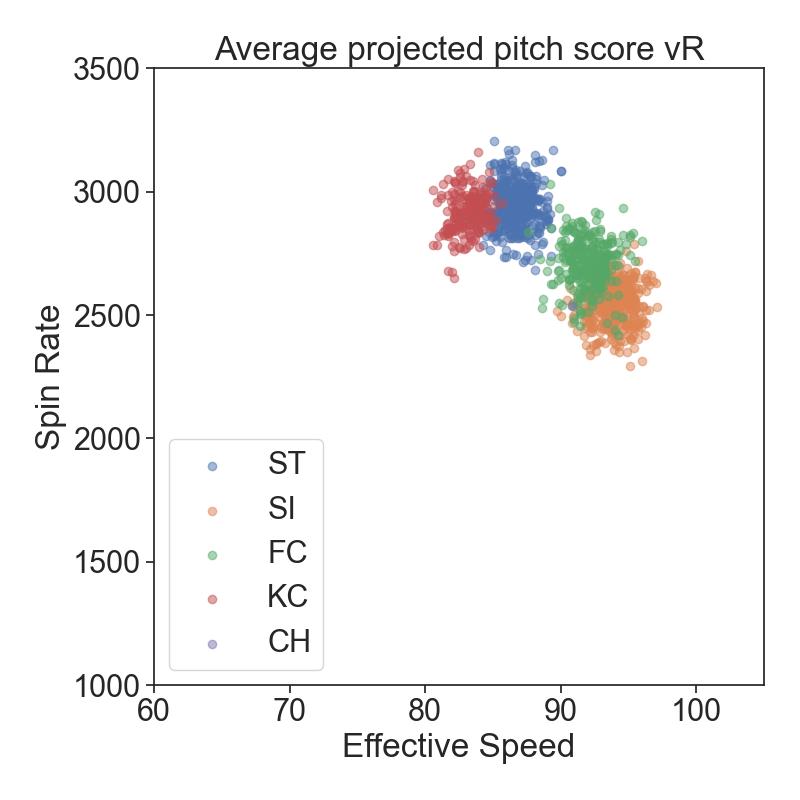 Average projected pitch score vR
3500
3000
2500
2000
1500
1000
Spin Rate
ST
SI
FC
KC
CH
60 70 80 90 100
Effective Speed